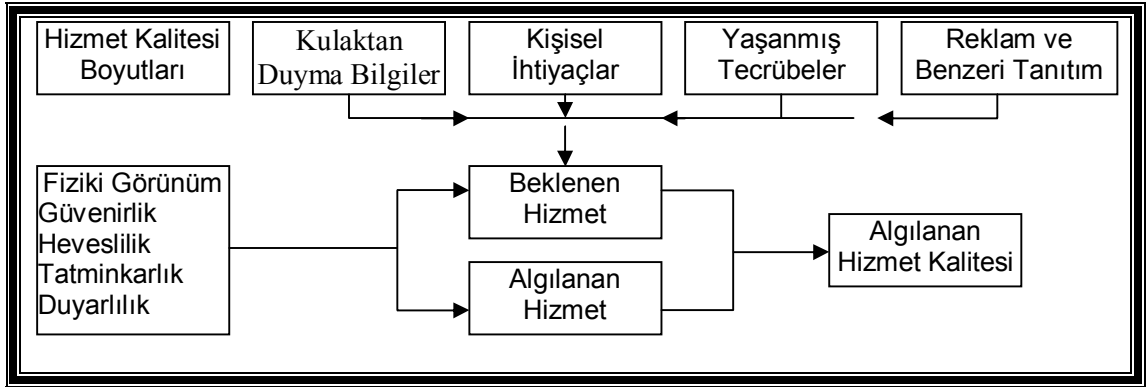 Hizmet Kalitesi
Boyutları
Kulaktan
Duyma Bilgiler
Kişisel
İhtiyaçlar
Yaşanmış
Tecrübeler
Reklam ve
Benzeri Tanıtım
Fiziki Görünüm
Güvenirlik
Heveslilik
Tatminkarlık
Duyarlılık
Beklenen
Hizmet
Algılanan
Hizmet
Algılanan
Hizmet Kalitesi